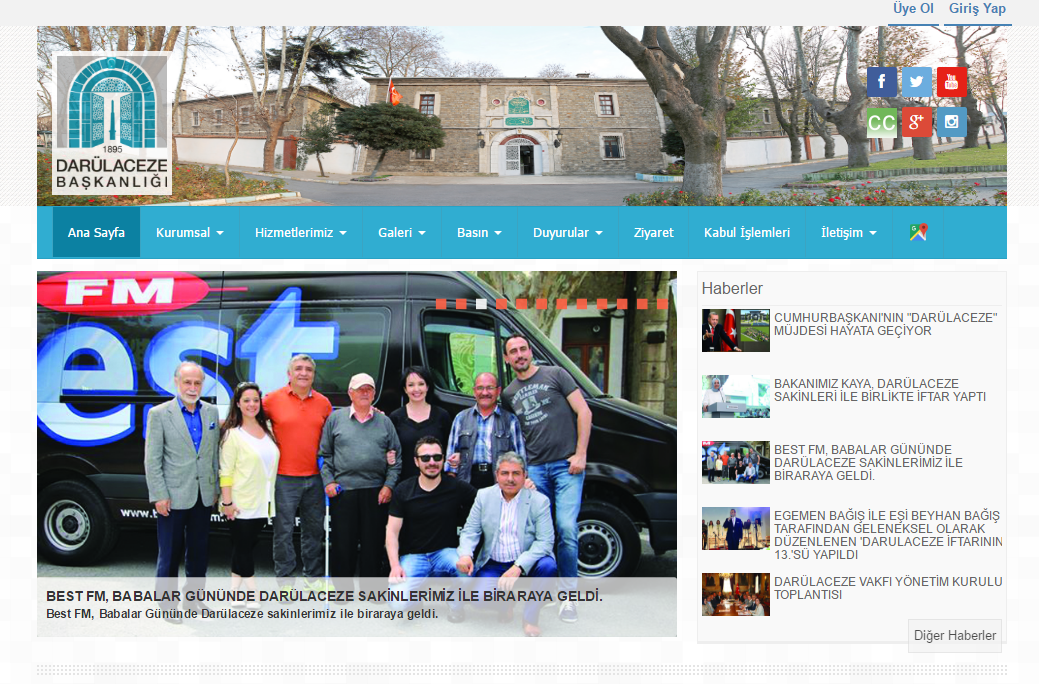 Üye Ol
Giriş Yap
1895
DARÜLACEZE
BAŞKANLIĞI
CC
Ana Sayfa
Kurumsal
Hizmetlerimiz
Galeri
Basın
Duyurular
Ziyaret
Kabul İşlemleri
İletişim
FM
est
BEST FM, BABALAR GÜNÜNDE DARÜLACEZE SAKİNLERİMİZ İLE BİRARAYA GELDİ.
Best FM, Babalar Gününde Darülaceze sakinlerimiz ile biraraya geldi.
Haberler
CUMHURBAŞKANI'NIN "DARÜLACEZE"
MÜJDESİ HAYATA GEÇİYOR
BAKANIMIZ KAYA, DARÜLACEZE
SAKİNLERİ İLE BİRLİKTE İFTAR YAPTI
BEST FM, BABALAR GÜNÜNDE
DARÜLACEZE SAKİNLERİMİZ İLE
BİRARAYA GELDİ.
EGEMEN BAĞIŞ İLE EŞİ BEYHAN BAĞIŞ
TARAFINDAN GELENEKSEL OLARAK
DÜZENLENEN 'DARULACEZE İFTARININ
13.'SÜ YAPILDI
DARÜLACEZE VAKFI YÖNETİM KURULU
TOPLANTISI
Diğer Haberler